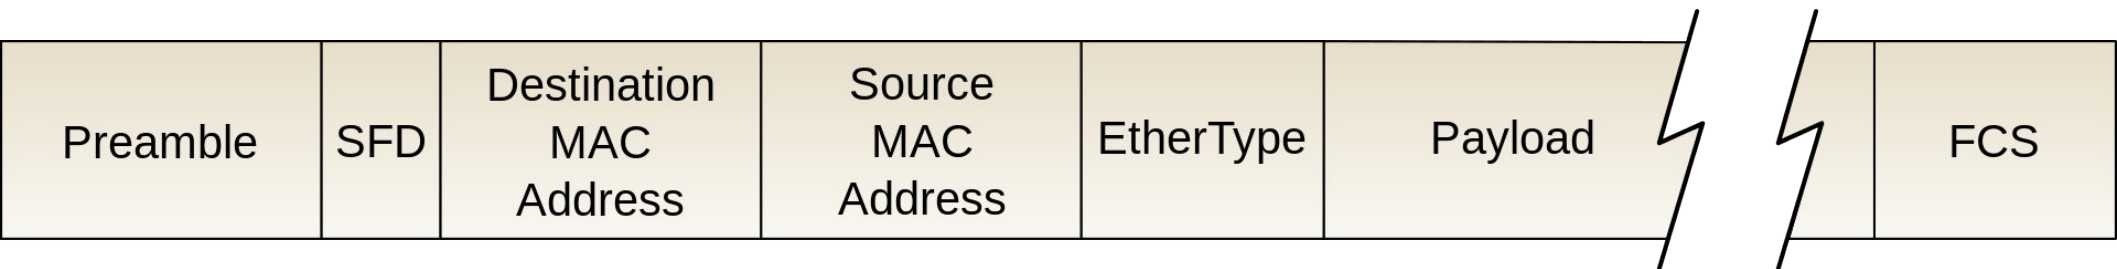 Preamble
SFD
Destination
MAC
Address
Source
MAC
Address
EtherType
Payload
FCS